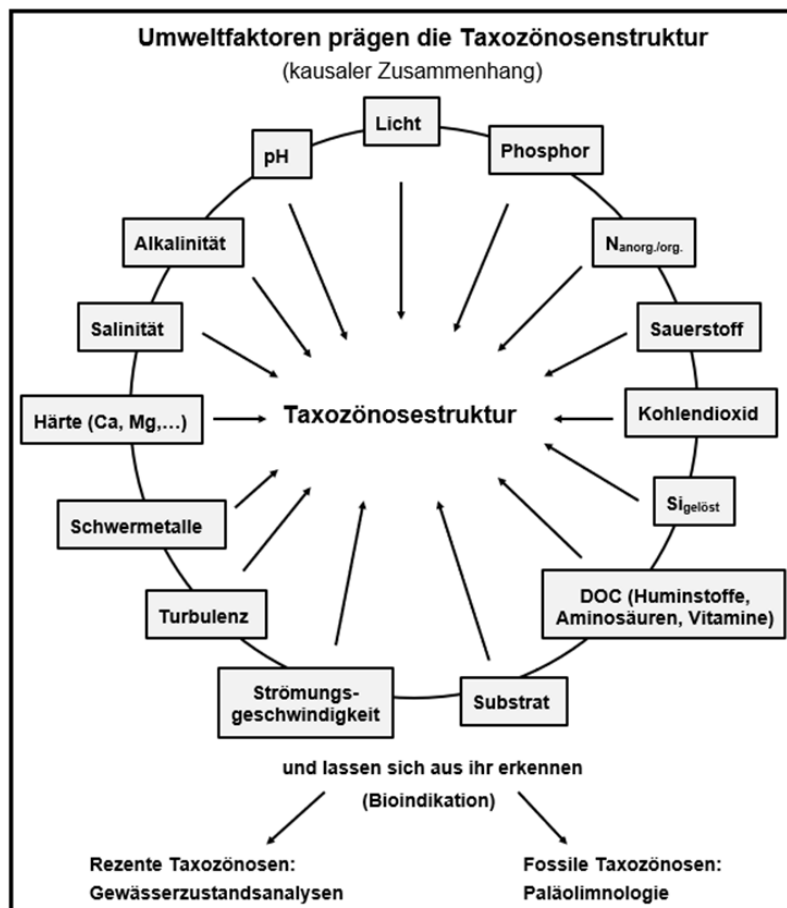 Umweltfaktoren prägen die Taxozönosenstruktur
(kausaler Zusammenhang)
Licht
pH
Phosphor
Alkalinität
Nanorg./org.
Salinität
Sauerstoff
Härte (Ca, Mg,…)
Taxozönosestruktur
Kohlendioxid
Schwermetalle
Sigelöst
Turbulenz
DOC (Huminstoffe,
Aminosäuren, Vitamine)
Strömungs-
geschwindigkeit
Substrat
und lassen sich aus ihr erkennen
(Bioindikation)
Rezente Taxozönosen:
Gewässerzustandsanalysen
Fossile Taxozönosen:
Paläolimnologie